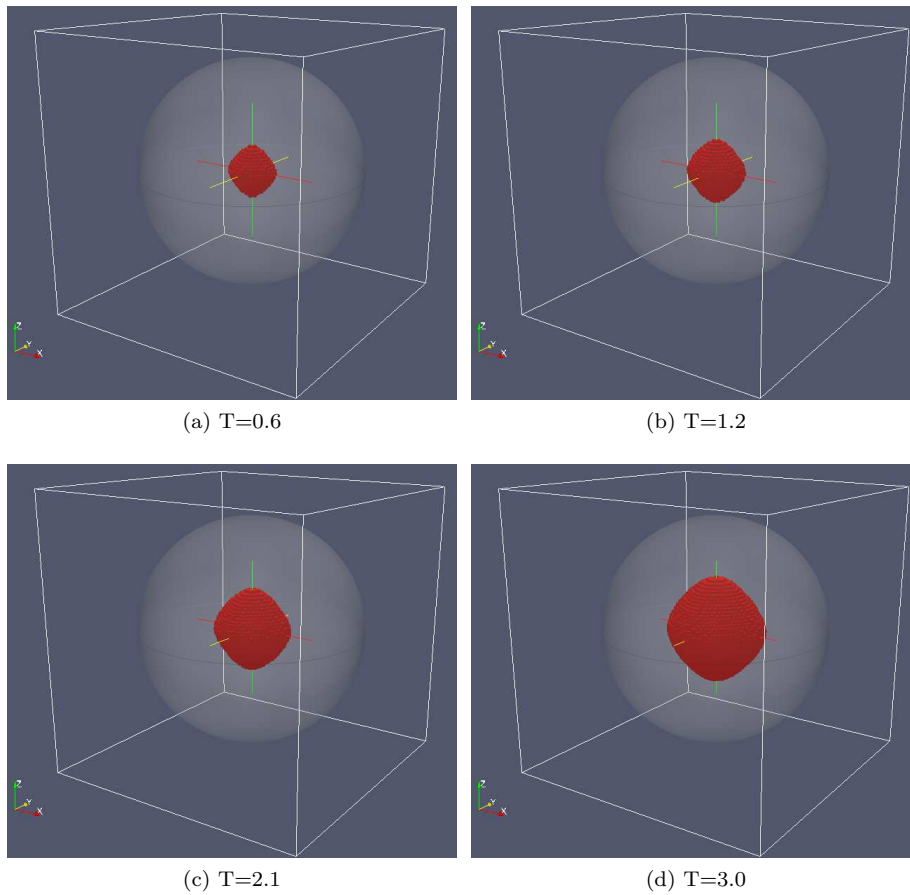 Z
Y
X
Z
Y
X
(a) T=0.6
(b) T=1.2
Z
Y
X
Z
Y
X
(c) T=2.1
(d) T=3.0